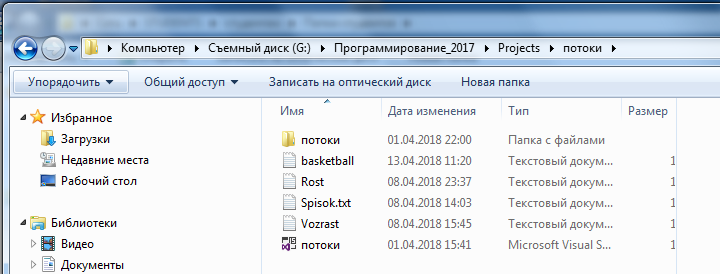 Компьютер ▸ Съемный диск (G:) ▸ Программирование_2017 ▸ Projects ▸ потоки ▸
Упорядочить Общий доступ Записать на оптический диск Новая папка
Избранное
Загрузки
Недавние места
Рабочий стол
Библиотеки
Видео
Документы
Имя Дата изменения Тип Размер
потоки 01.04.2018 22:00 Папка с файлами
basketball 13.04.2018 11:20 Текстовый докум... 1
Rost 08.04.2018 23:37 Текстовый докум... 1
Spisok.txt 08.04.2018 14:03 Текстовый докум... 1
Vozrast 08.04.2018 15:45 Текстовый докум... 1
потоки 01.04.2018 15:41 Microsoft Visual S... 1